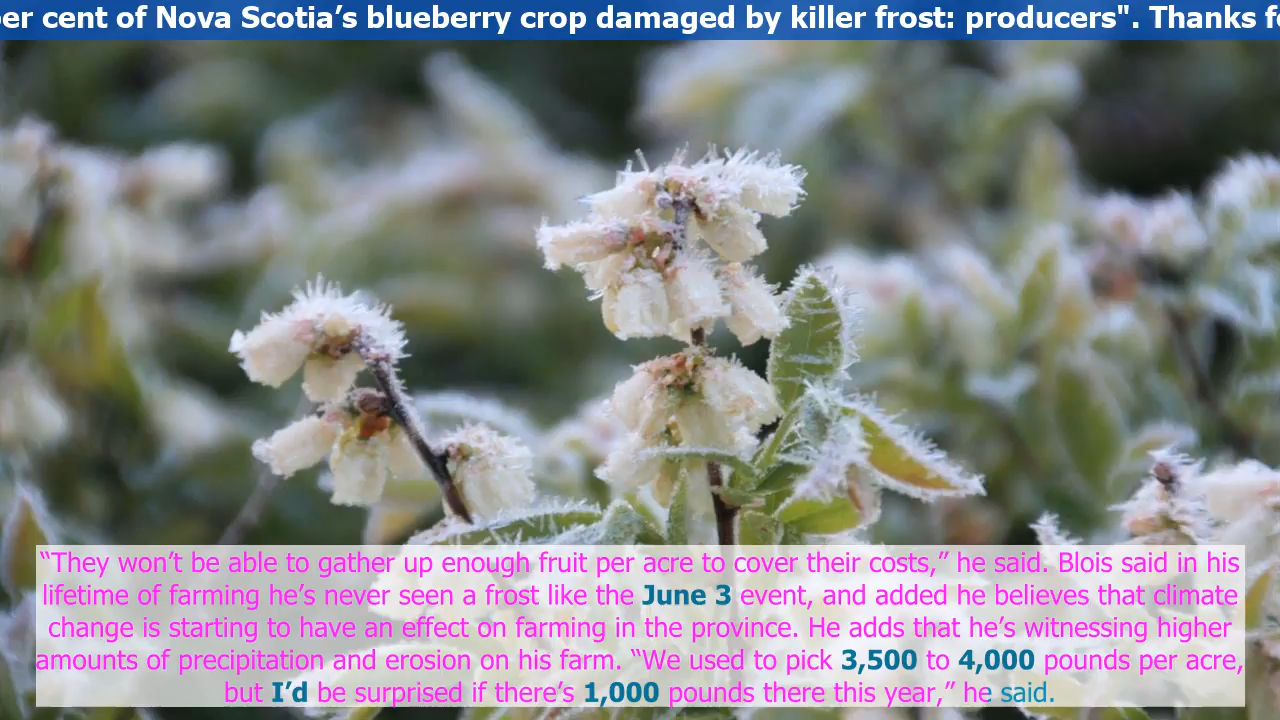 er cent of Nova Scotia’s blueberry crop damaged by killer frost: producers". Thanks f
“They won’t be able to gather up enough fruit per acre to cover their costs,” he said. Blois said in his
lifetime of farming he’s never seen a frost like the June 3 event, and added he believes that climate
change is starting to have an effect on farming in the province. He adds that he’s witnessing higher
amounts of precipitation and erosion on his farm. “We used to pick 3,500 to 4,000 pounds per acre,
but I’d be surprised if there’s 1,000 pounds there this year,” he said.